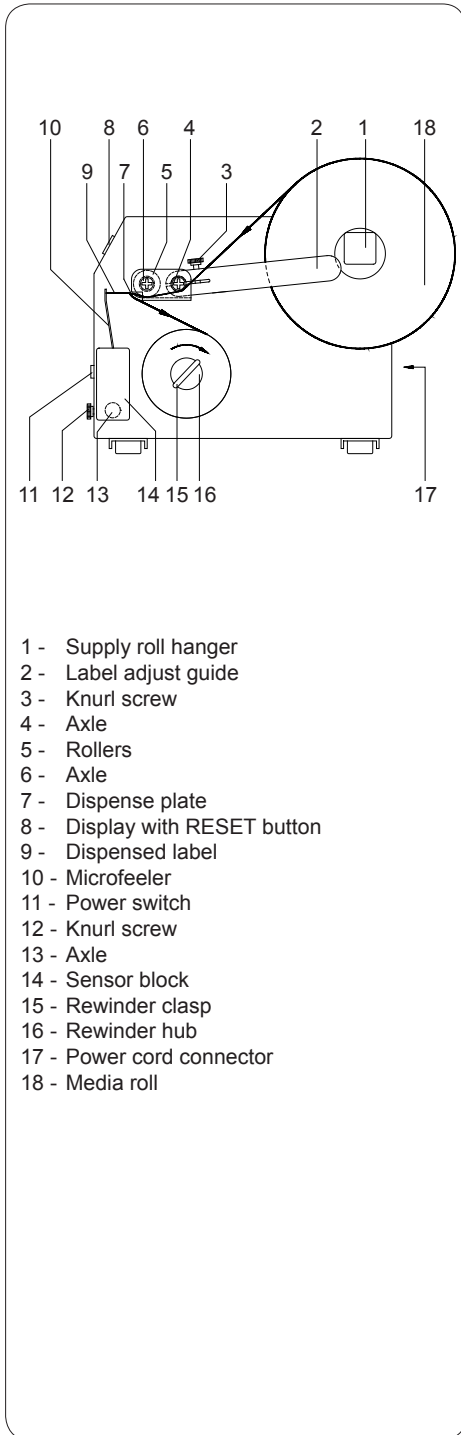 10 8 6 4 2 1 18
9 7 5 3
11 12 13 14 15 16 17
1 - Supply roll hanger
2 - Label adjust guide
3 - Knurl screw
4 - Axle
5 - Rollers
6 - Axle
7 - Dispense plate
8 - Display with RESET button
9 - Dispensed label
10 - Microfeeler
11 - Power switch
12 - Knurl screw
13 - Axle
14 - Sensor block
15 - Rewinder clasp
16 - Rewinder hub
17 - Power cord connector
18 - Media roll